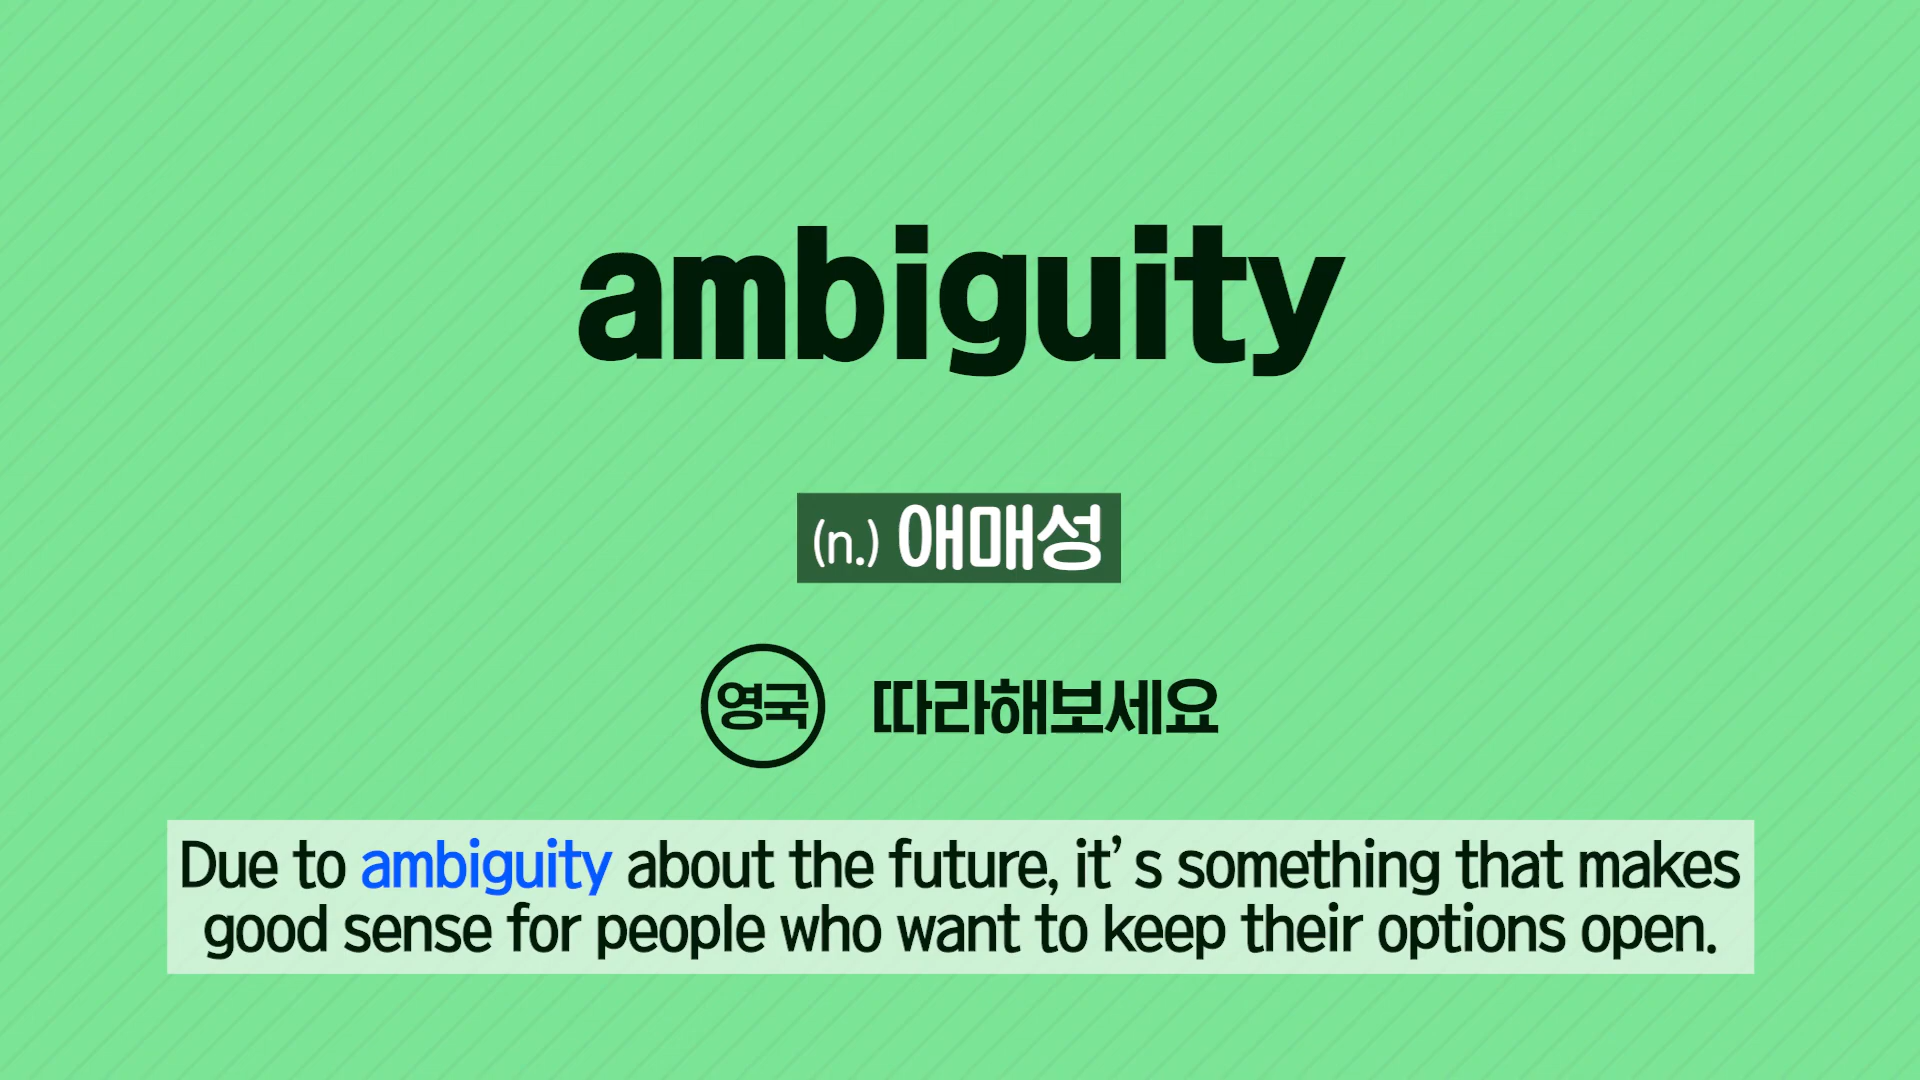 ambiguity
(n.) 애매성
영국 따라해보세요
Due to ambiguity about the future, it’s something that makes
good sense for people who want to keep their options open.